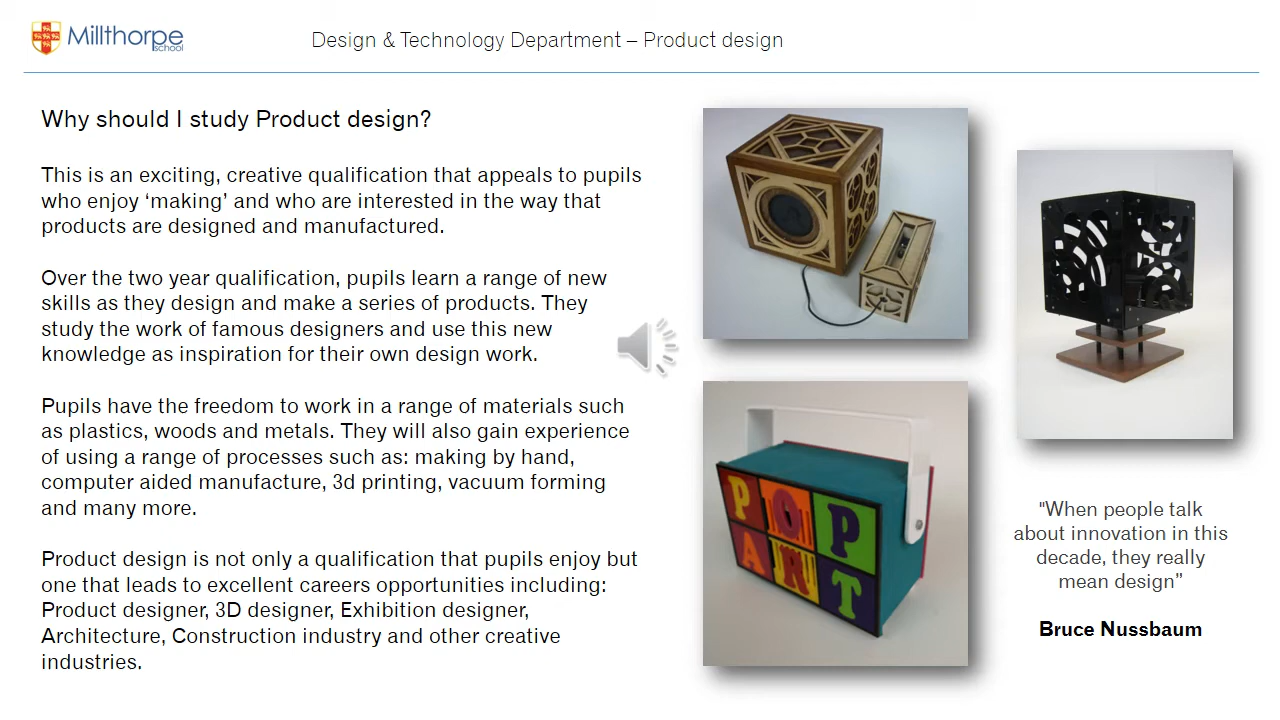 Millthorpe
school
Design & Technology Department – Product design
Why should I study Product design?
This is an exciting, creative qualification that appeals to pupils
who enjoy ‘making’ and who are interested in the way that
products are designed and manufactured.
Over the two year qualification, pupils learn a range of new
skills as they design and make a series of products. They
study the work of famous designers and use this new
knowledge as inspiration for their own design work.
Pupils have the freedom to work in a range of materials such
as plastics, woods and metals. They will also gain experience
of using a range of processes such as: making by hand,
computer aided manufacture, 3d printing, vacuum forming
and many more.
Product design is not only a qualification that pupils enjoy but
one that leads to excellent careers opportunities including:
Product designer, 3D designer, Exhibition designer,
Architecture, Construction industry and other creative
industries.
POP
ART
"When people talk
about innovation in this
decade, they really
mean design”
Bruce Nussbaum